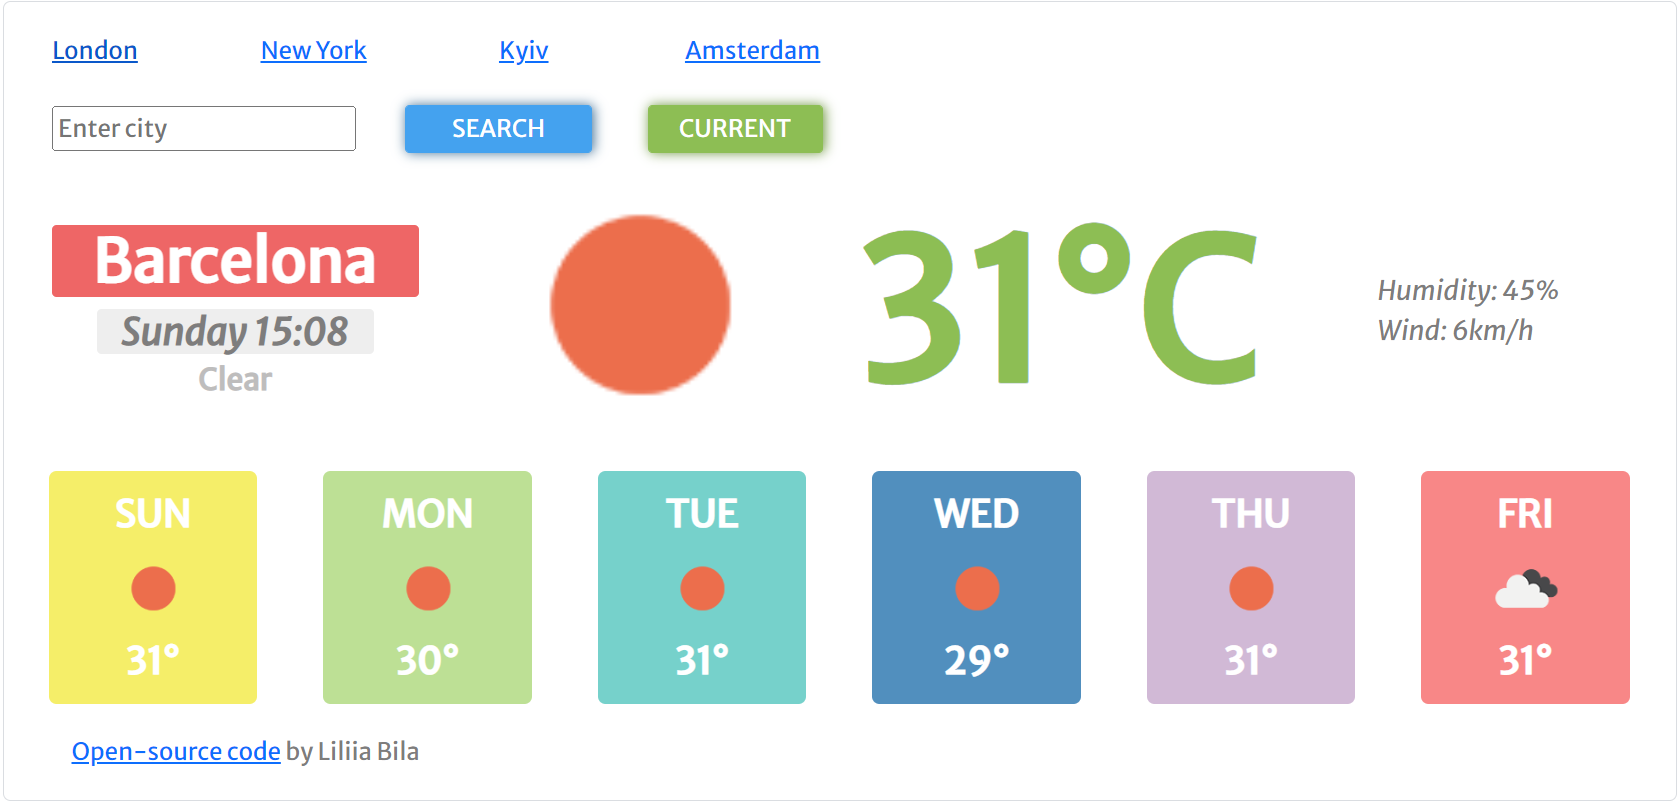 London New York Kyiv Amsterdam
Enter city SEARCH CURRENT
Barcelona
Sunday 15:08
Clear
31°C
Humidity: 45%
Wind: 6km/h
SUN MON TUE WED THU FRI
31° 30° 31° 29° 31° 31°
Open-source code by Liliia Bila